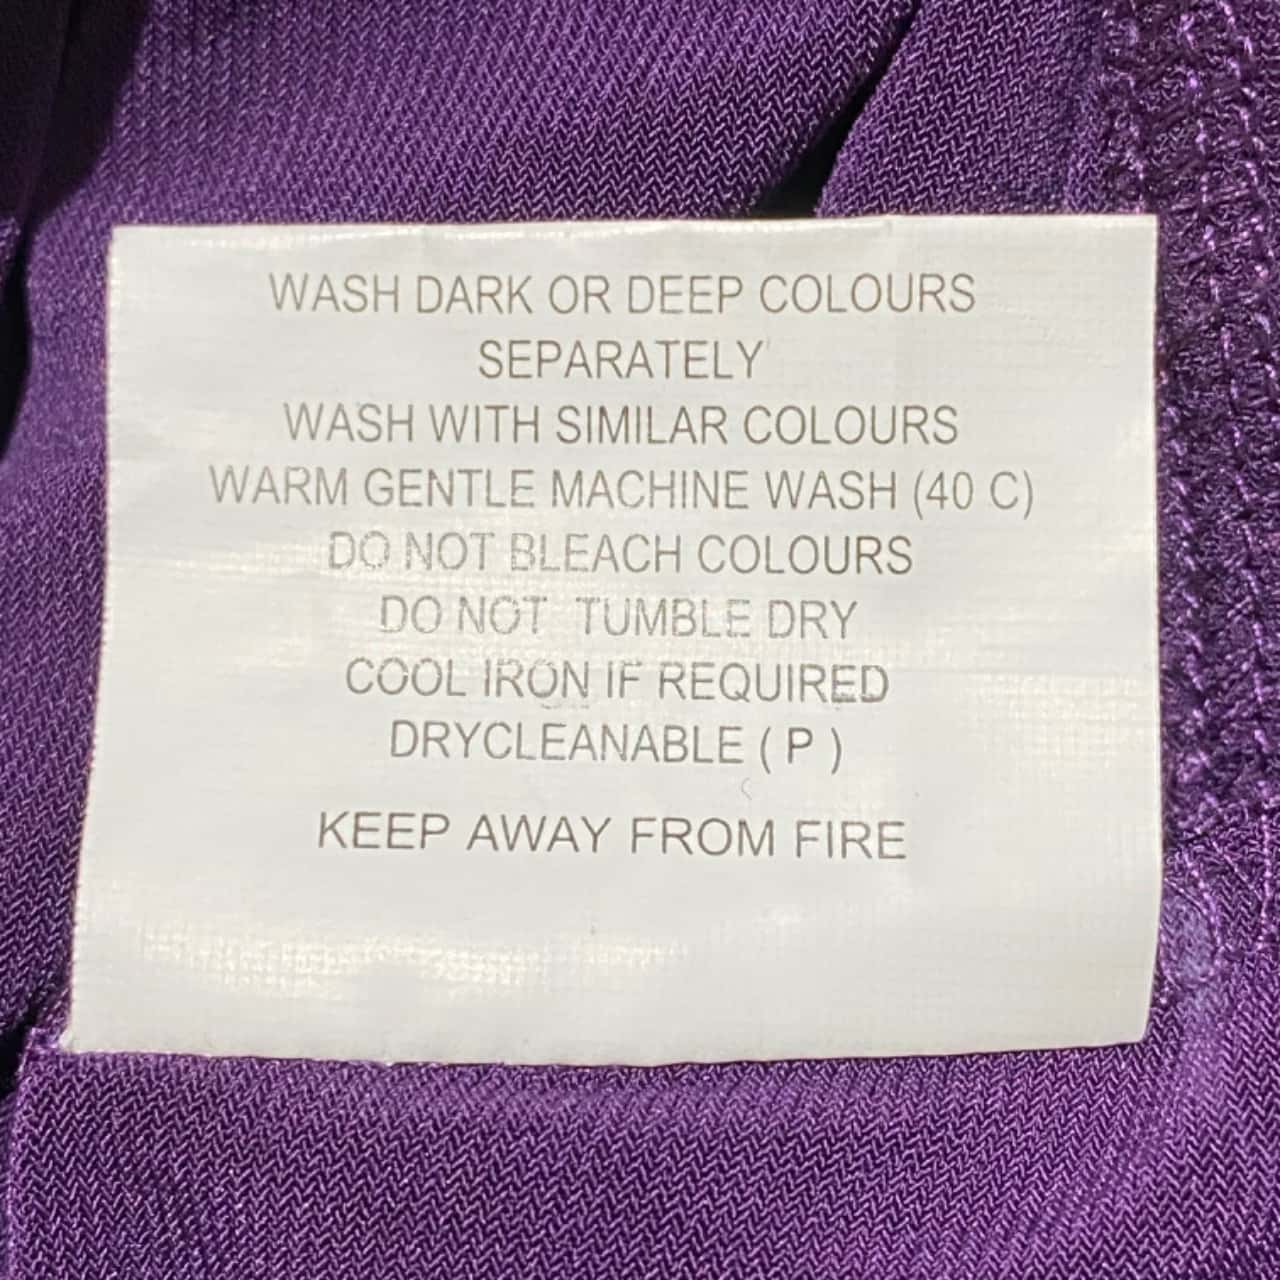 WASH DARK OR DEEP COLOURS
SEPARATELY
WASH WITH SIMILAR COLOURS
WARM GENTLE MACHINE WASH (40 C)
DO NOT BLEACH COLOURS
DO NOT TUMBLE DRY
COOL IRON IF REQUIRED
DRYCLEANABLE ( P )
KEEP AWAY FROM FIRE